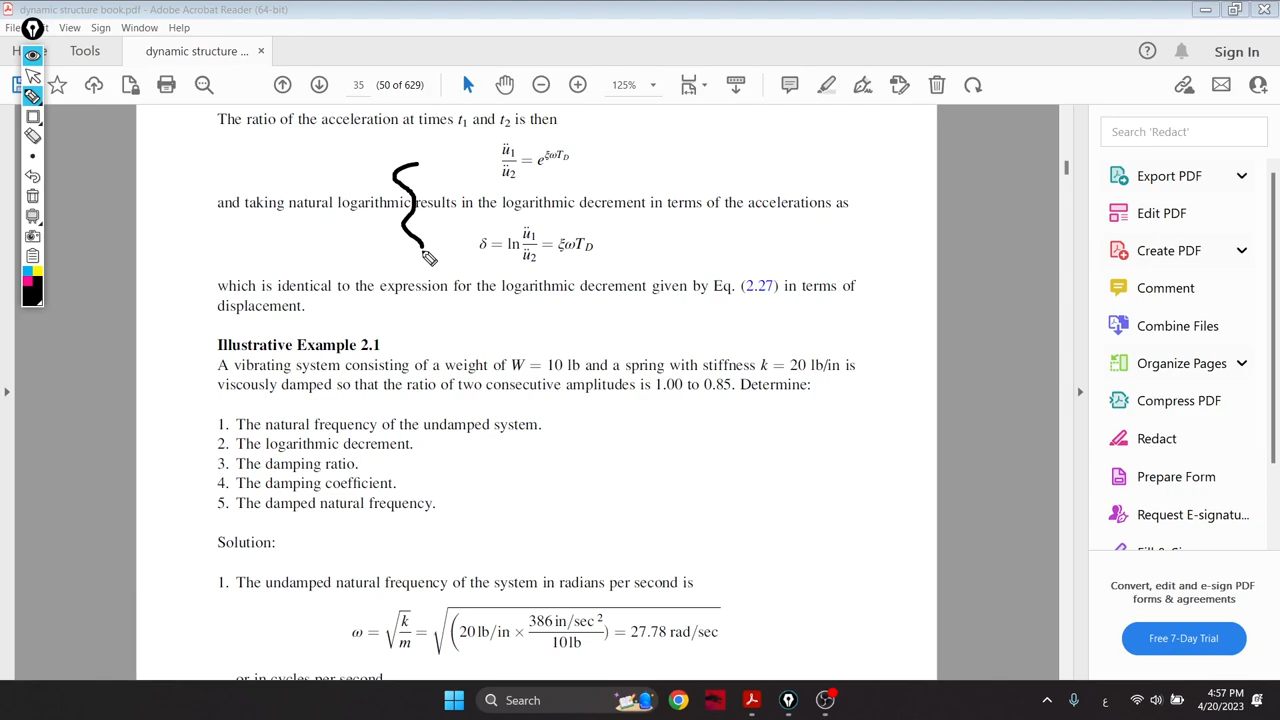 dynamic structure book.pdf - Adobe Acrobat Reader (64-bit)
View Sign Window Help
Tools dynamic structure ... × Sign In
35 (50 of 629) 125%
The ratio of the acceleration at times t₁ and t₂ is then
ü₁/ü₂ = e^{ξωT_D}
and taking natural logarithmic results in the logarithmic decrement in terms of the accelerations as
δ = ln ü₁/ü₂ = ξωT_D
which is identical to the expression for the logarithmic decrement given by Eq. (2.27) in terms of
displacement.
Illustrative Example 2.1
A vibrating system consisting of a weight of W = 10 lb and a spring with stiffness k = 20 lb/in is
viscously damped so that the ratio of two consecutive amplitudes is 1.00 to 0.85. Determine:
1. The natural frequency of the undamped system.
2. The logarithmic decrement.
3. The damping ratio.
4. The damping coefficient.
5. The damped natural frequency.
Solution:
1. The undamped natural frequency of the system in radians per second is
ω = √(k/m) = √((20 lb/in × 386 in/sec²/10 lb) = 27.78 rad/sec
or in cycles per second
Search 'Redact'
Export PDF
Edit PDF
Create PDF
Comment
Combine Files
Organize Pages
Compress PDF
Redact
Prepare Form
Request E-signatu...
Convert, edit and e-sign PDF
forms & agreements
Free 7-Day Trial
Search
ع
4:57 PM
4/20/2023